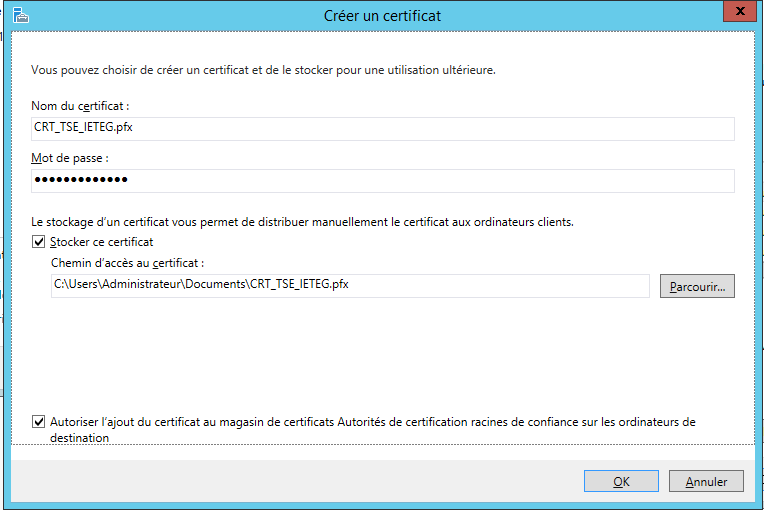 Créer un certificat
x
Vous pouvez choisir de créer un certificat et de le stocker pour une utilisation ultérieure.
Nom du certificat :
CRT_TSE_IETEG.pfx
Mot de passe :
●●●●●●●●●●●●●
Le stockage d'un certificat vous permet de distribuer manuellement le certificat aux ordinateurs clients.
Stocker ce certificat
Chemin d'accès au certificat :
C:\Users\Administrateur\Documents\CRT_TSE_IETEG.pfx
Parcourir...
Autoriser l'ajout du certificat au magasin de certificats Autorités de certification racines de confiance sur les ordinateurs de
destination
OK
Annuler